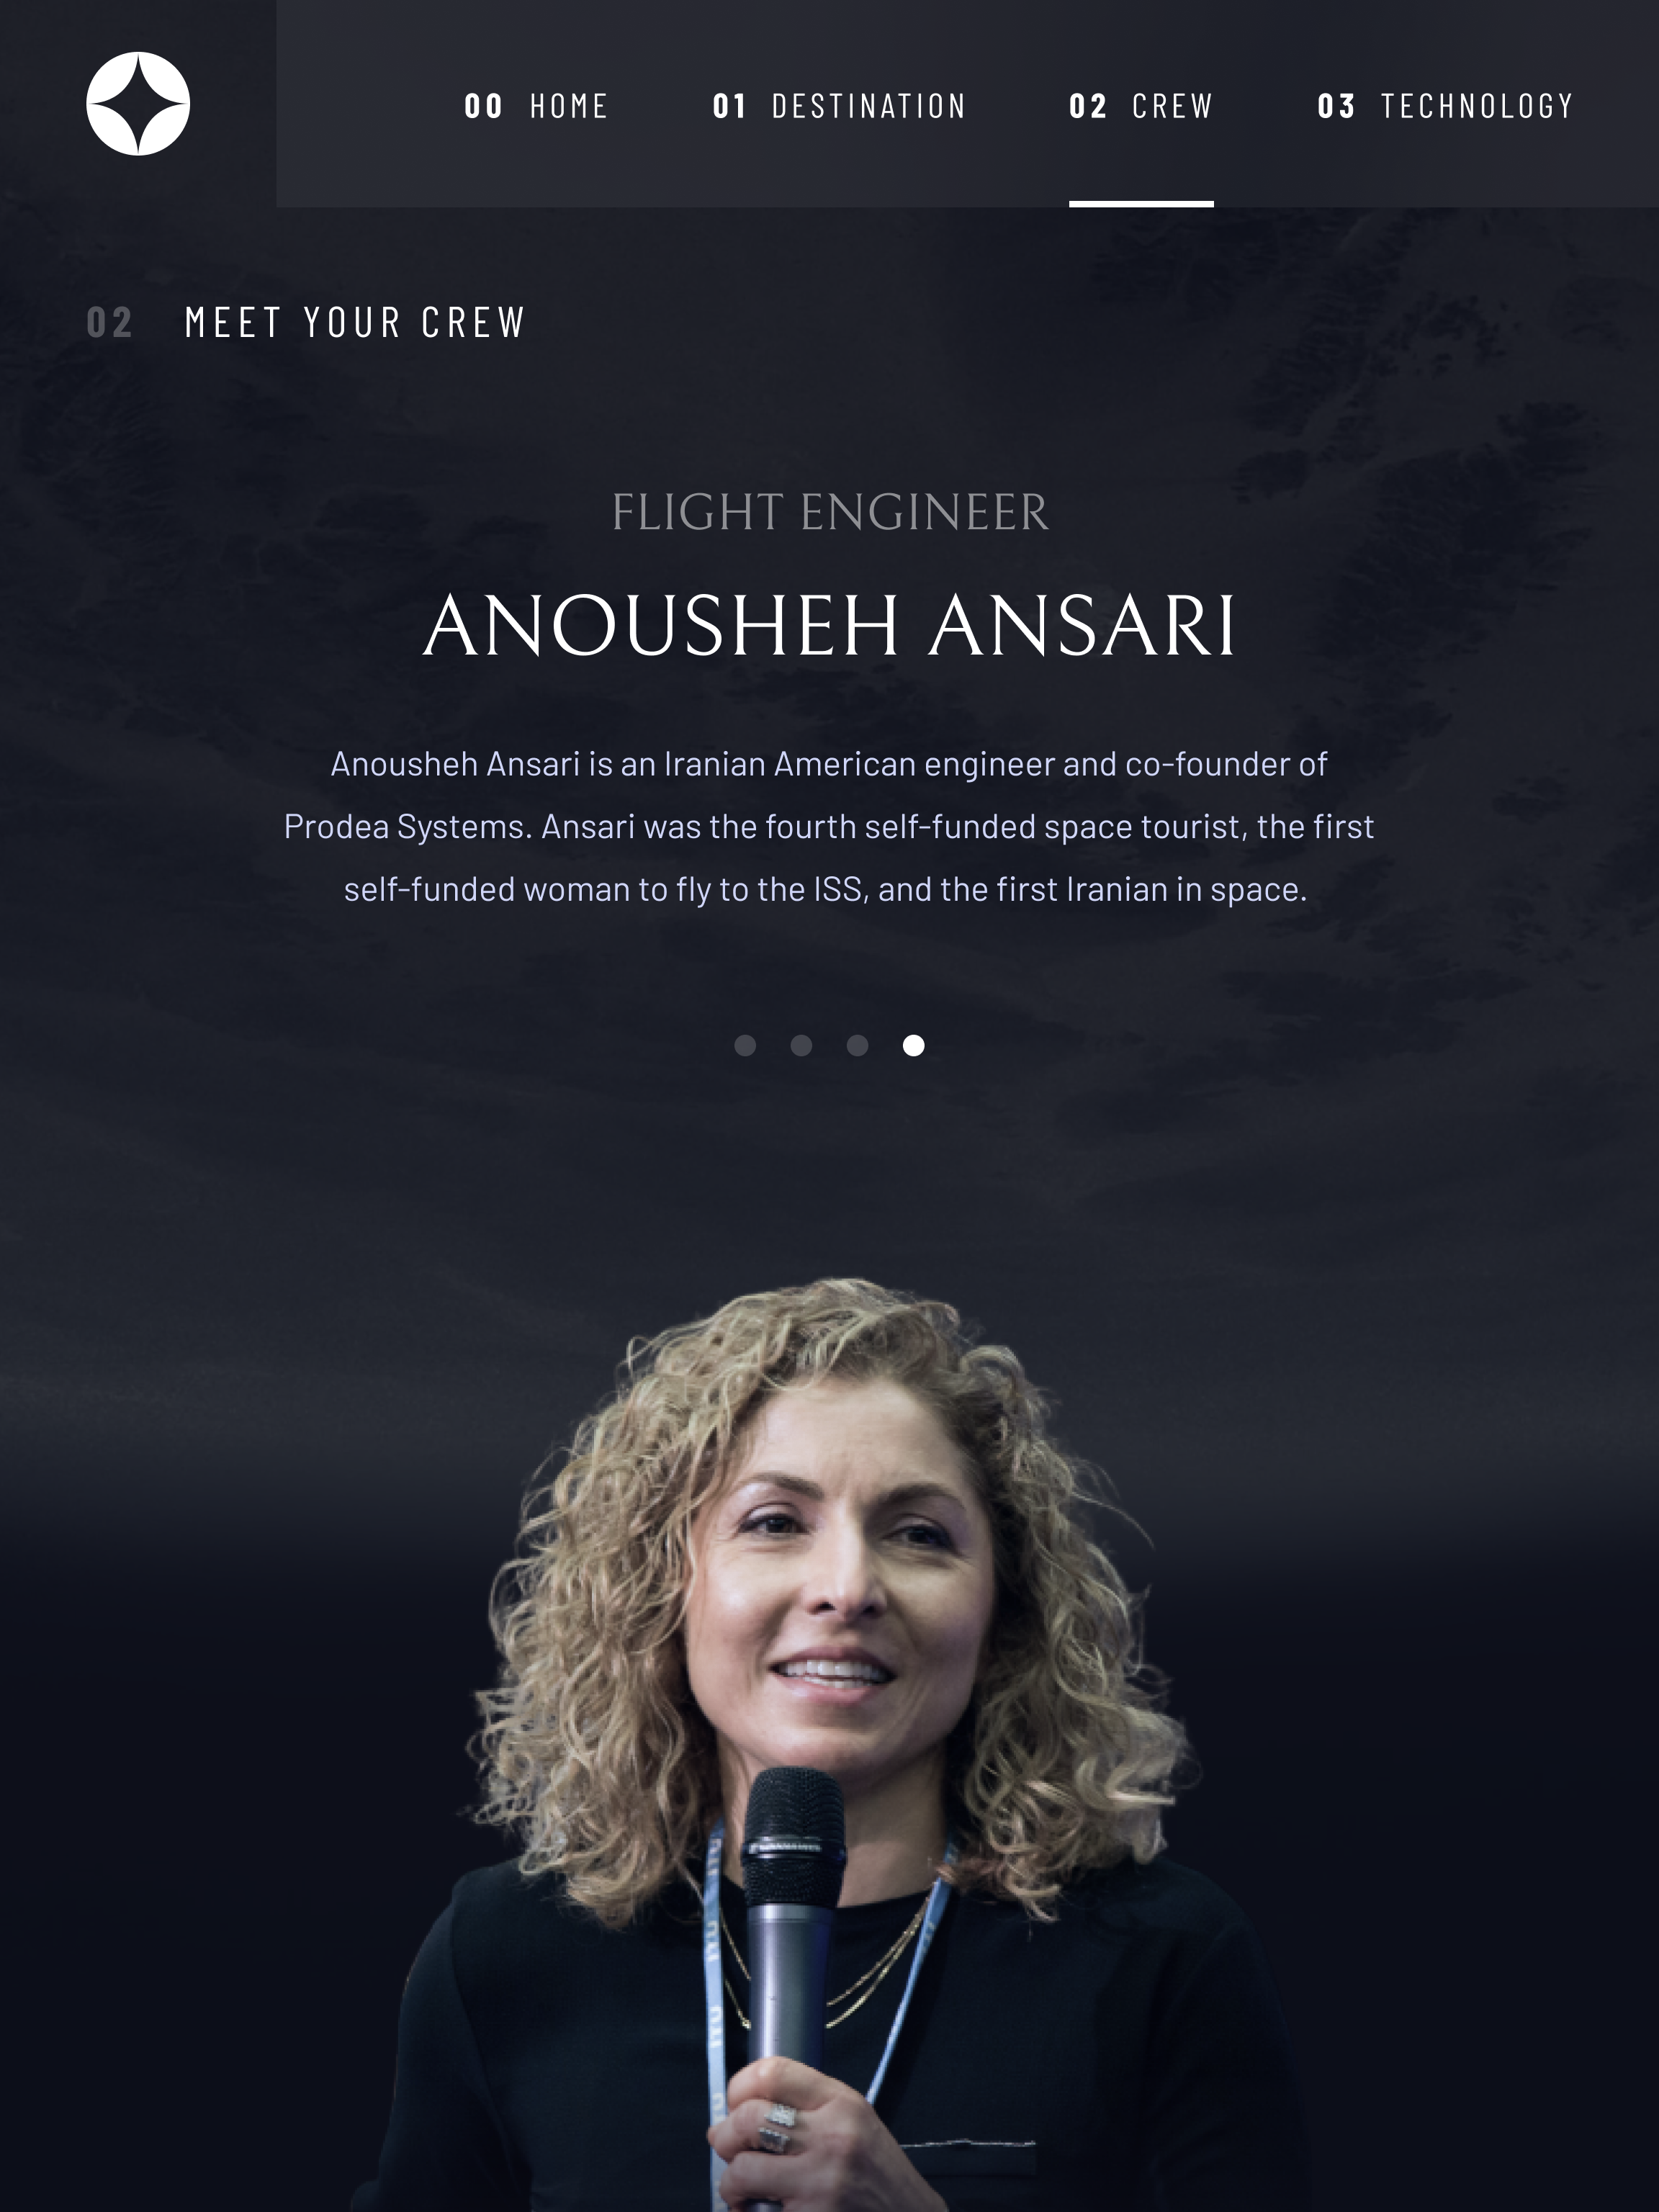 00 HOME 01 DESTINATION 02 CREW 03 TECHNOLOGY
02 MEET YOUR CREW
FLIGHT ENGINEER
ANOUSHEH ANSARI
Anousheh Ansari is an Iranian American engineer and co-founder of
Prodea Systems. Ansari was the fourth self-funded space tourist, the first
self-funded woman to fly to the ISS, and the first Iranian in space.